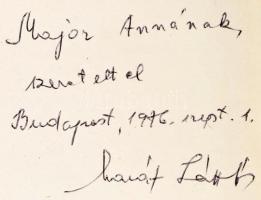 Major Annának,
szeretettel
Budapest, 1976. szept. 1.